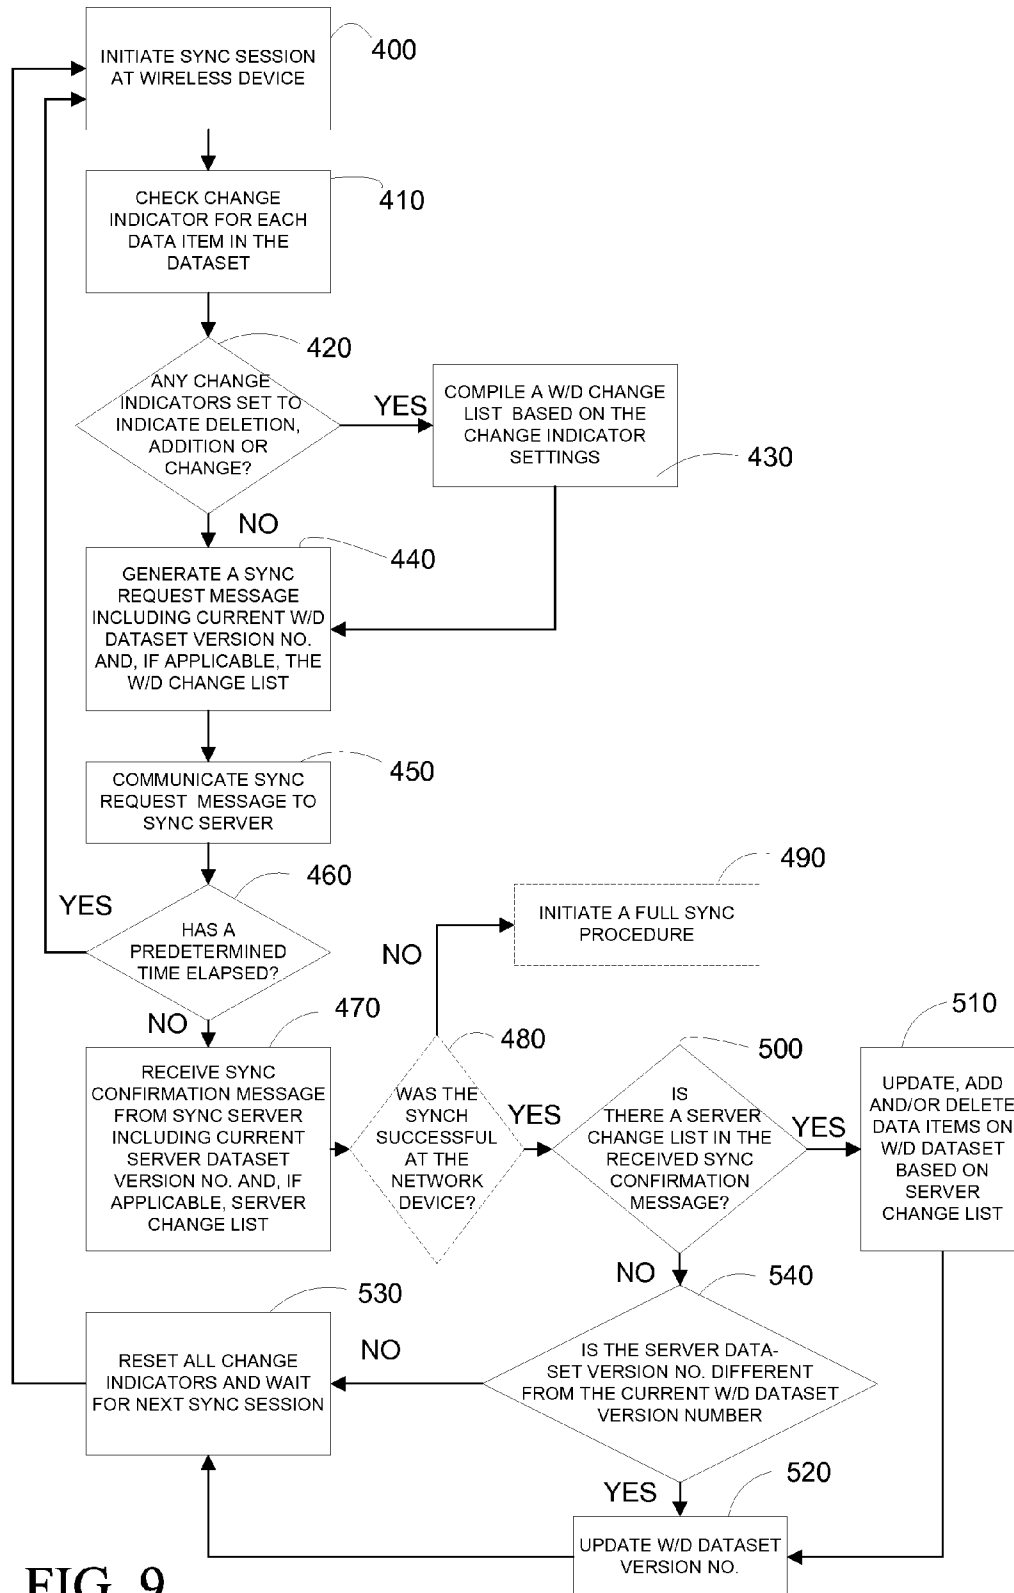 INITIATE SYNC SESSION
AT WIRELESS DEVICE
400
CHECK CHANGE
INDICATOR FOR EACH
DATA ITEM IN THE
DATASET
410
420
ANY CHANGE
INDICATORS SET TO
INDICATE DELETION,
ADDITION OR
CHANGE?
YES
COMPILE A W/D CHANGE
LIST BASED ON THE
CHANGE INDICATOR
SETTINGS
430
NO
440
GENERATE A SYNC
REQUEST MESSAGE
INCLUDING CURRENT W/D
DATASET VERSION NO.
AND, IF APPLICABLE, THE
W/D CHANGE LIST
450
COMMUNICATE SYNC
REQUEST MESSAGE TO
SYNC SERVER
460
YES
HAS A
PREDETERMINED
TIME ELAPSED?
NO
470
RECEIVE SYNC
CONFIRMATION MESSAGE
FROM SYNC SERVER
INCLUDING CURRENT
SERVER DATASET
VERSION NO. AND, IF
APPLICABLE, SERVER
CHANGE LIST
480
WAS THE
SYNCH
SUCCESSFUL
AT THE
NETWORK
DEVICE?
NO
490
INITIATE A FULL SYNC
PROCEDURE
YES
500
IS
THERE A SERVER
CHANGE LIST IN THE
RECEIVED SYNC
CONFIRMATION
MESSAGE?
YES
510
UPDATE, ADD
AND/OR DELETE
DATA ITEMS ON
W/D DATASET
BASED ON
SERVER
CHANGE LIST
NO
540
IS THE SERVER DATA-
SET VERSION NO. DIFFERENT
FROM THE CURRENT W/D DATASET
VERSION NUMBER
NO
530
RESET ALL CHANGE
INDICATORS AND WAIT
FOR NEXT SYNC SESSION
YES
520
UPDATE W/D DATASET
VERSION NO.
FIG. 9